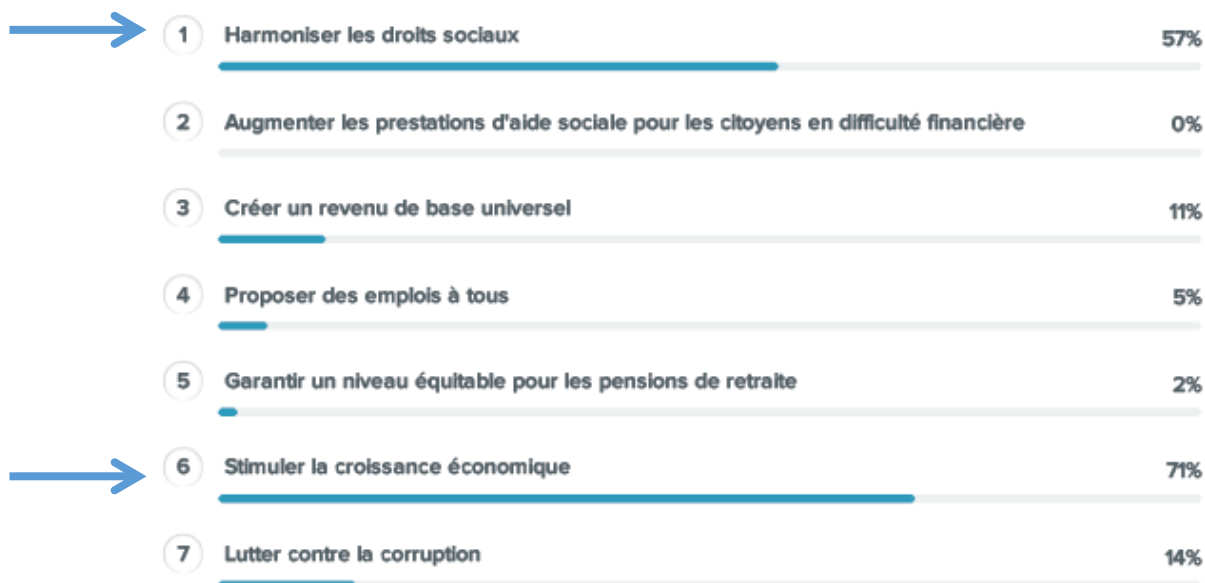 1 Harmoniser les droits sociaux 57%
2 Augmenter les prestations d'aide sociale pour les citoyens en difficulté financière 0%
3 Créer un revenu de base universel 11%
4 Proposer des emplois à tous 5%
5 Garantir un niveau équitable pour les pensions de retraite 2%
6 Stimuler la croissance économique 71%
7 Lutter contre la corruption 14%